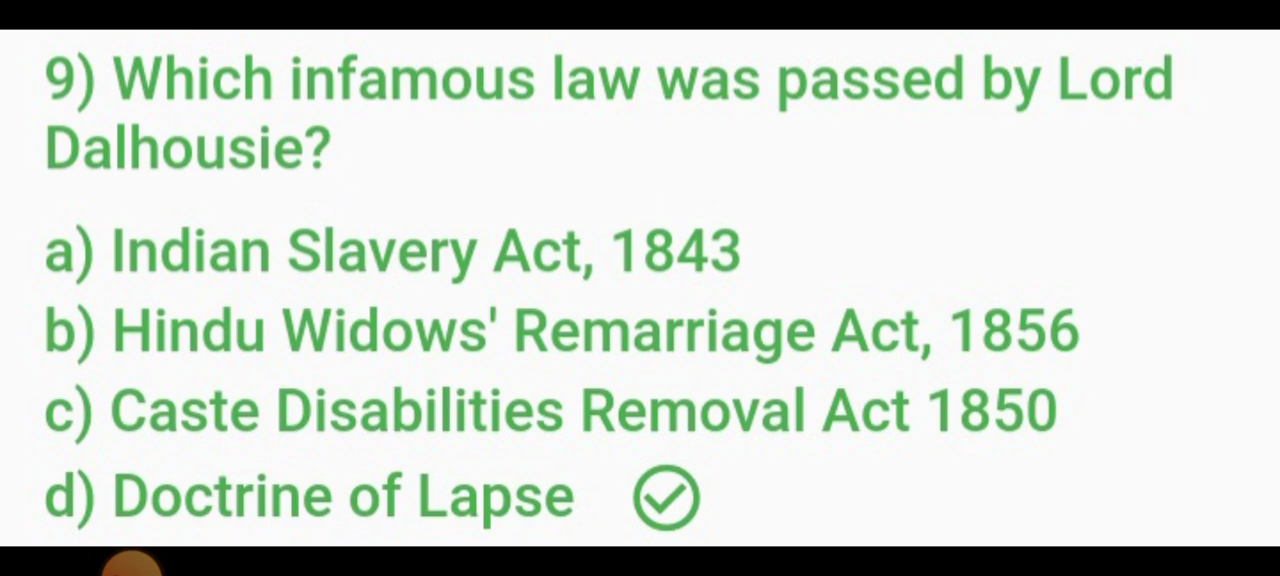 9) Which infamous law was passed by Lord
Dalhousie?
a) Indian Slavery Act, 1843
b) Hindu Widows' Remarriage Act, 1856
c) Caste Disabilities Removal Act 1850
d) Doctrine of Lapse